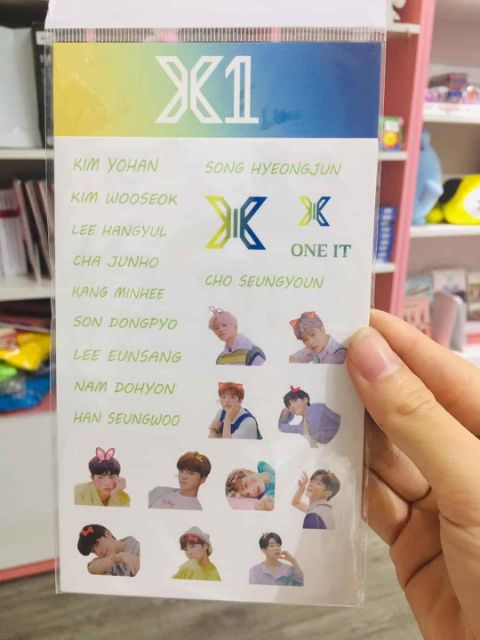 X1
KIM YOHAN
KIM WOOSEOK
LEE HANGYUL
CHA JUNHO
KANG MINHEE
SON DONGPYO
LEE EUNSANG
NAM DOHYON
HAN SEUNGWOO
SONG HYEONGJUN
ONE IT
CHO SEUNGYOUN